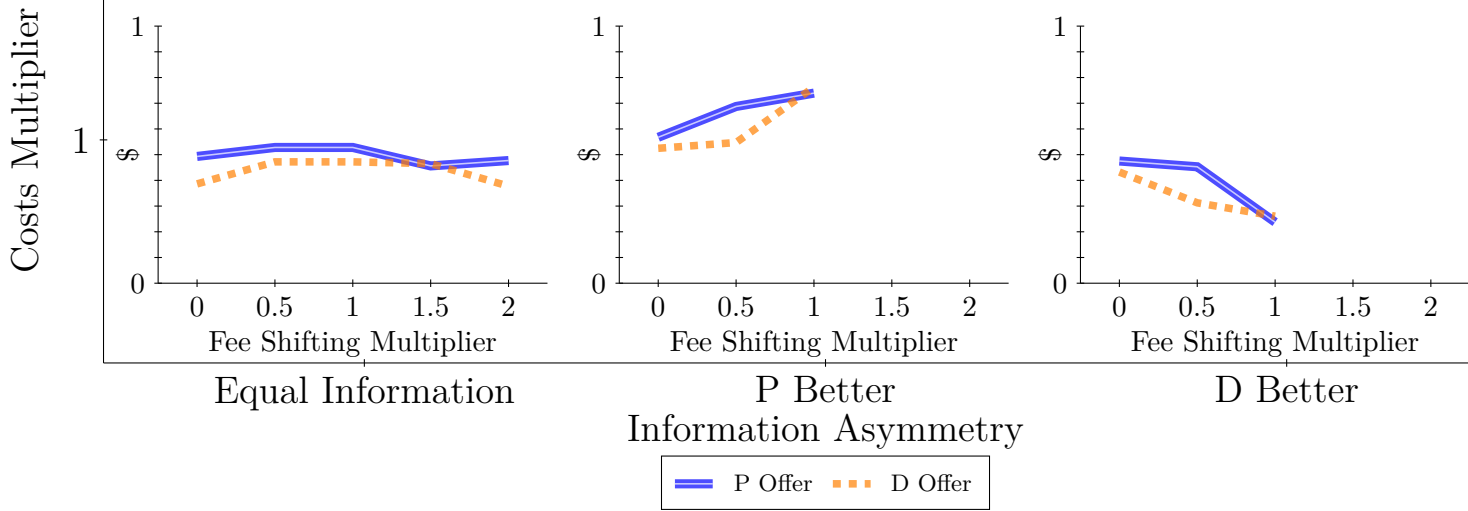 Costs Multiplier
1
1
$
0
0 0.5 1 1.5 2
Fee Shifting Multiplier
Equal Information
1
$
0
0 0.5 1 1.5 2
Fee Shifting Multiplier
P Better
1
$
0
0 0.5 1 1.5 2
Fee Shifting Multiplier
D Better
Information Asymmetry
P Offer D Offer